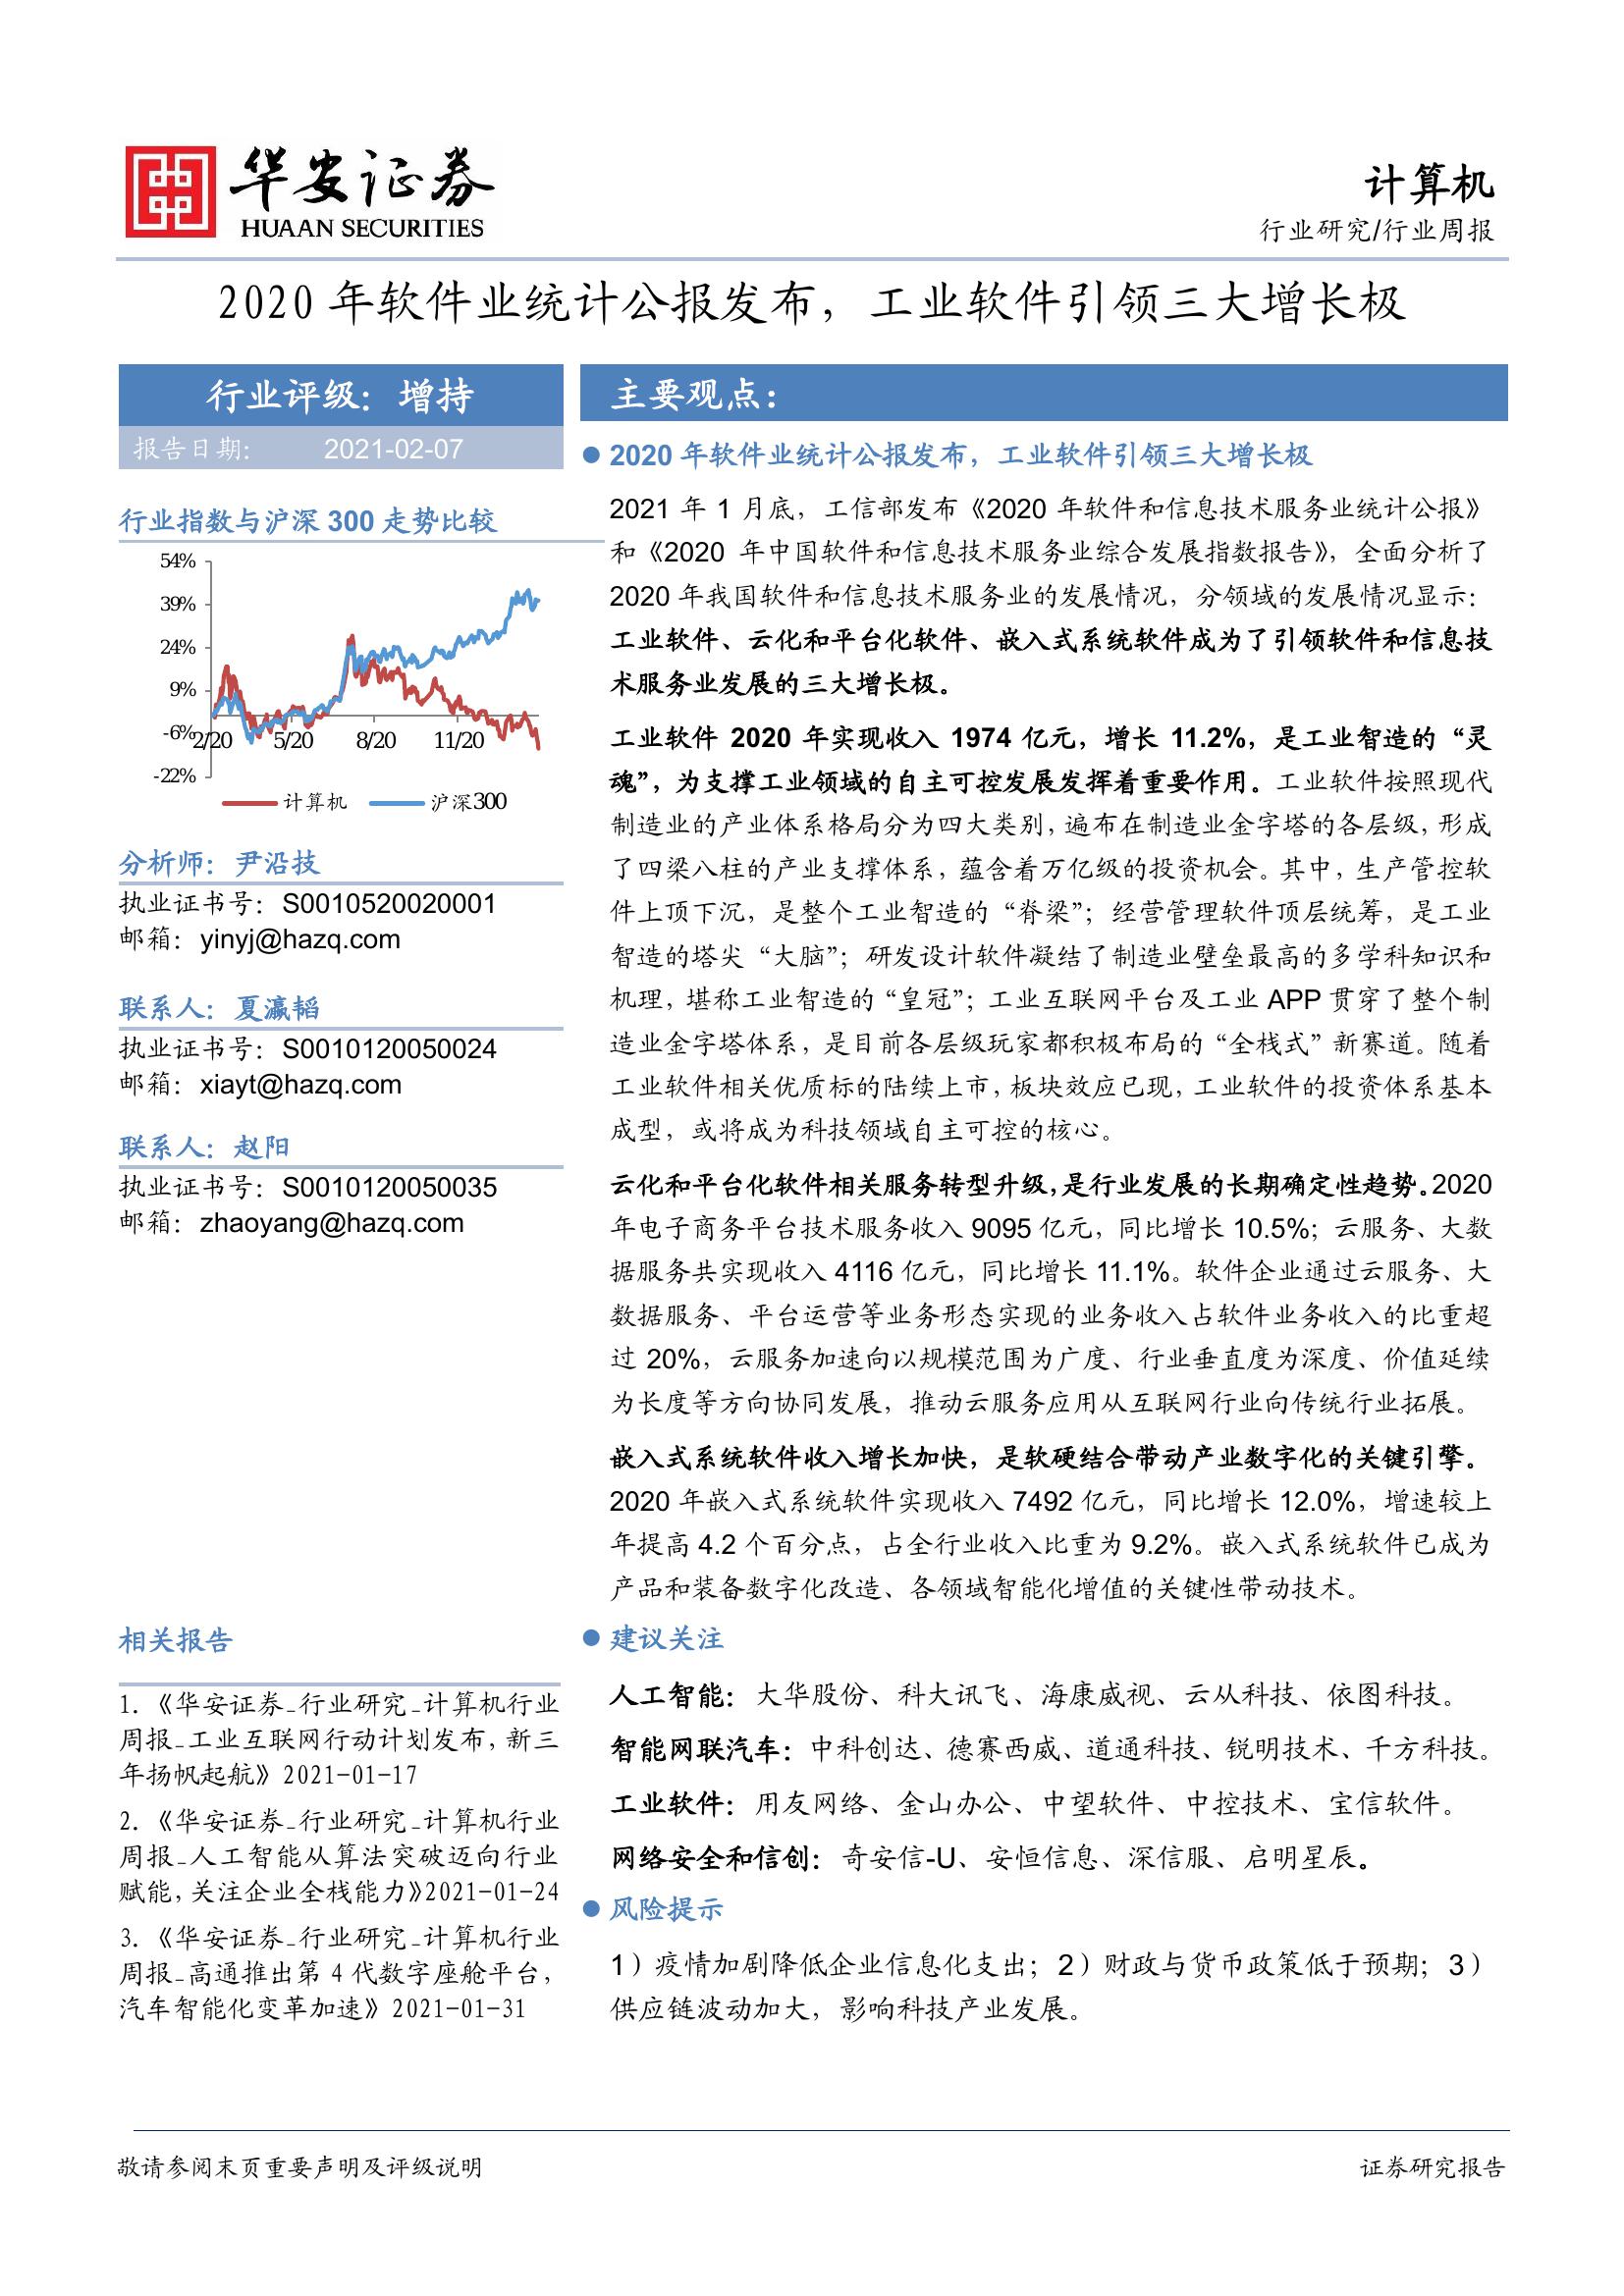 华安证券
HUAAN SECURITIES
计算机
行业研究/行业周报
2020 年软件业统计公报发布，工业软件引领三大增长极
行业评级：增持
报告日期： 2021-02-07
行业指数与沪深 300 走势比较
54%
39%
24%
9%
-6%
-22%
2/20 5/20 8/20 11/20
计算机 沪深300
分析师：尹沿技
执业证书号：S0010520020001
邮箱：yinyj@hazq.com
联系人：夏瀛韬
执业证书号：S0010120050024
邮箱：xiayt@hazq.com
联系人：赵阳
执业证书号：S0010120050035
邮箱：zhaoyang@hazq.com
相关报告
1.《华安证券_行业研究_计算机行业
周报_工业互联网行动计划发布，新三
年扬帆起航》2021-01-17
2.《华安证券_行业研究_计算机行业
周报_人工智能从算法突破迈向行业
赋能，关注企业全栈能力》2021-01-24
3.《华安证券_行业研究_计算机行业
周报_高通推出第 4 代数字座舱平台，
汽车智能化变革加速》2021-01-31
主要观点：
● 2020 年软件业统计公报发布，工业软件引领三大增长极
2021 年 1 月底，工信部发布《2020 年软件和信息技术服务业统计公报》
和《2020 年中国软件和信息技术服务业综合发展指数报告》，全面分析了
2020 年我国软件和信息技术服务业的发展情况，分领域的发展情况显示：
工业软件、云化和平台化软件、嵌入式系统软件成为了引领软件和信息技
术服务业发展的三大增长极。
工业软件 2020 年实现收入 1974 亿元，增长 11.2%，是工业智造的“灵
魂”，为支撑工业领域的自主可控发展发挥着重要作用。工业软件按照现代
制造业的产业体系格局分为四大类别，遍布在制造业金字塔的各层级，形成
了四梁八柱的产业支撑体系，蕴含着万亿级的投资机会。其中，生产管控软
件上顶下沉，是整个工业智造的“脊梁”；经营管理软件顶层统筹，是工业
智造的塔尖“大脑”；研发设计软件凝结了制造业壁垒最高的多学科知识和
机理，堪称工业智造的“皇冠”；工业互联网平台及工业 APP 贯穿了整个制
造业金字塔体系，是目前各层级玩家都积极布局的“全栈式”新赛道。随着
工业软件相关优质标的陆续上市，板块效应已现，工业软件的投资体系基本
成型，或将成为科技领域自主可控的核心。
云化和平台化软件相关服务转型升级，是行业发展的长期确定性趋势。2020
年电子商务平台技术服务收入 9095 亿元，同比增长 10.5%；云服务、大数
据服务共实现收入 4116 亿元，同比增长 11.1%。软件企业通过云服务、大
数据服务、平台运营等业务形态实现的业务收入占软件业务收入的比重超
过 20%，云服务加速向以规模范围为广度、行业垂直度为深度、价值延续
为长度等方向协同发展，推动云服务应用从互联网行业向传统行业拓展。
嵌入式系统软件收入增长加快，是软硬结合带动产业数字化的关键引擎。
2020 年嵌入式系统软件实现收入 7492 亿元，同比增长 12.0%，增速较上
年提高 4.2 个百分点，占全行业收入比重为 9.2%。嵌入式系统软件已成为
产品和装备数字化改造、各领域智能化增值的关键性带动技术。
● 建议关注
人工智能：大华股份、科大讯飞、海康威视、云从科技、依图科技。
智能网联汽车：中科创达、德赛西威、道通科技、锐明技术、千方科技。
工业软件：用友网络、金山办公、中望软件、中控技术、宝信软件。
网络安全和信创：奇安信-U、安恒信息、深信服、启明星辰。
● 风险提示
1）疫情加剧降低企业信息化支出；2）财政与货币政策低于预期；3）
供应链波动加大，影响科技产业发展。
敬请参阅末页重要声明及评级说明 证券研究报告